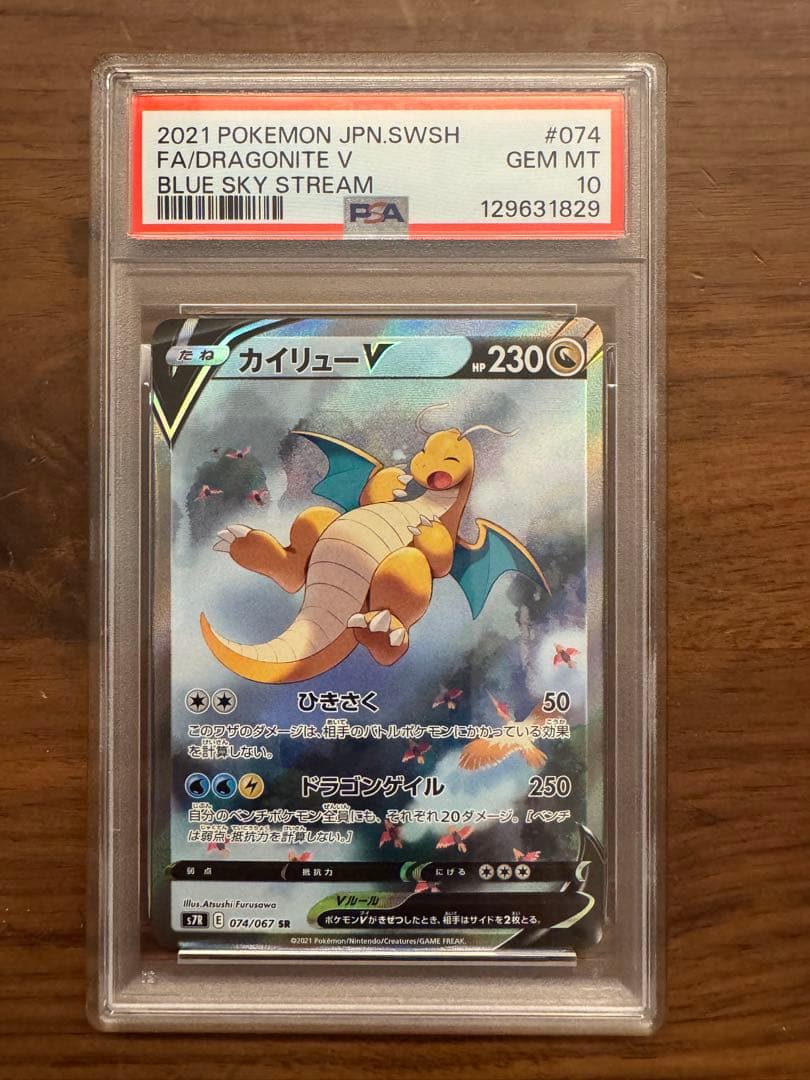 2021 POKEMON JPN.SWSH #074
FA/DRAGONITE V GEM MT
BLUE SKY STREAM 10
PSA 129631829
たね カイリューV HP 230
ひきさく 50
このワザのダメージは、相手のバトルポケモンにかかっている効果
を計算しない。
ドラゴンゲイル 250
自分のベンチポケモン全員にも、それぞれ20ダメージ。[ベンチ
は弱点・抵抗力を計算しない。]
弱点 抵抗力 にげる
Illus.Atsushi Furusawa Vルール
s7R E 074/067 SR ポケモンVがきぜつしたとき、相手はサイドを2枚とる。
©2021 Pokémon/Nintendo/Creatures/GAME FREAK.